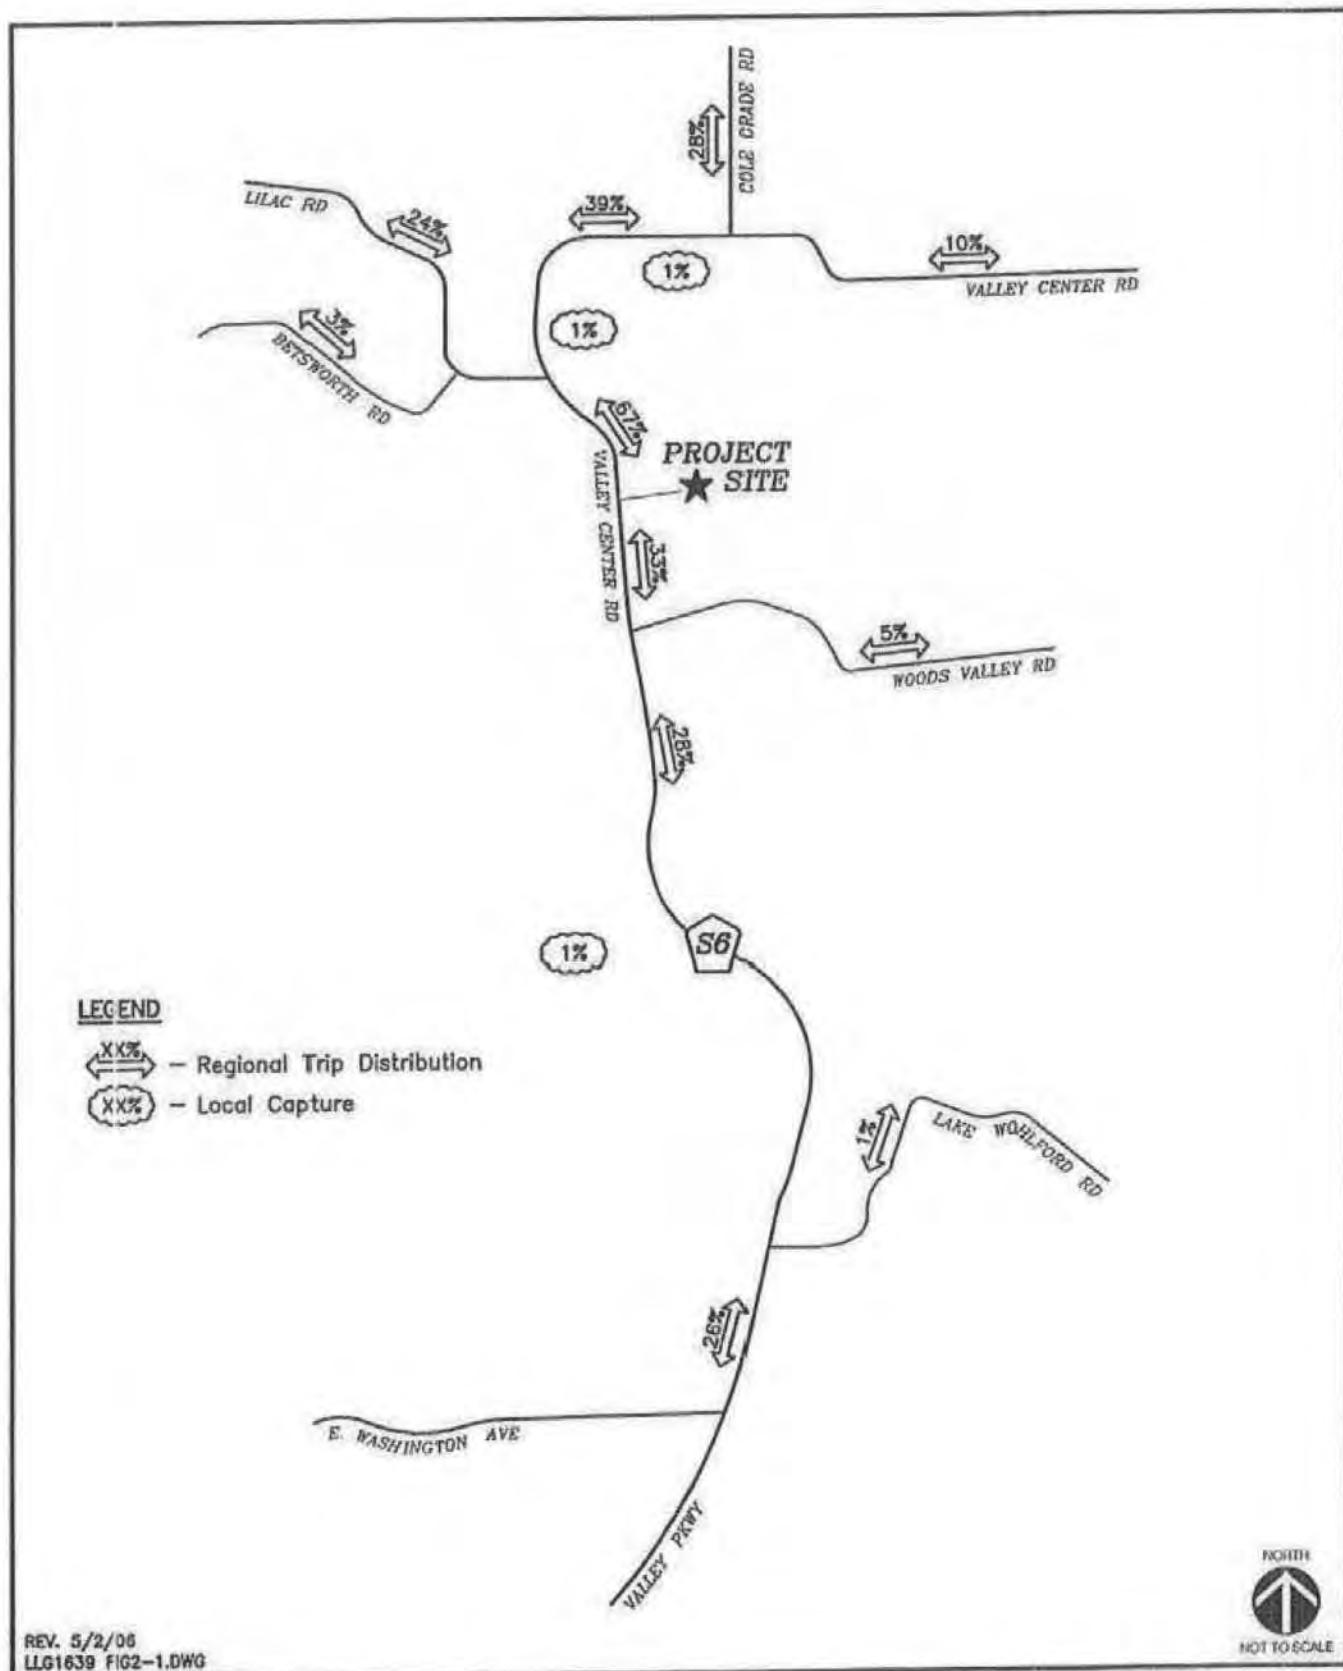 COLE GRADE RD
28%
LILAC RD
24%
39%
10%
1%
VALLEY CENTER RD
3%
1%
BETSWORTH RD
67%
PROJECT
SITE
VALLEY CENTER RD
33%
5%
WOODS VALLEY RD
28%
S6
1%
LEGEND
XX% – Regional Trip Distribution
XX% – Local Capture
1%
LAKE WOHLFORD RD
26%
E. WASHINGTON AVE
VALLEY PKWY
NORTH
NOT TO SCALE
REV. 5/2/06
LLG1639 FIG2-1.DWG